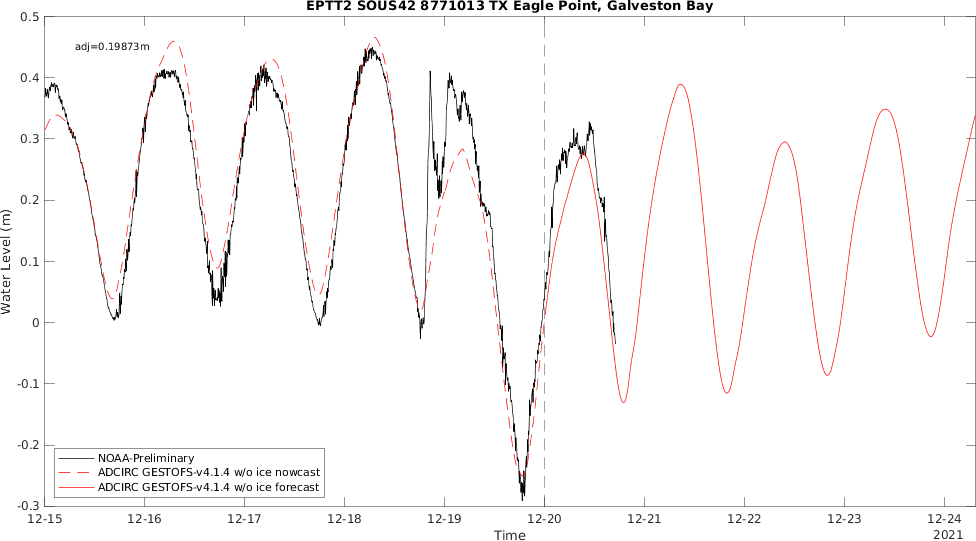 EPTT2 SOUS42 8771013 TX Eagle Point, Galveston Bay
adj=0.19873m
0.5
0.4
0.3
0.2
0.1
0
-0.1
-0.2
-0.3
Water Level (m)
NOAA-Preliminary
ADCIRC GESTOFS-v4.1.4 w/o ice nowcast
ADCIRC GESTOFS-v4.1.4 w/o ice forecast
12-15 12-16 12-17 12-18 12-19 12-20 12-21 12-22 12-23 12-24
Time
2021